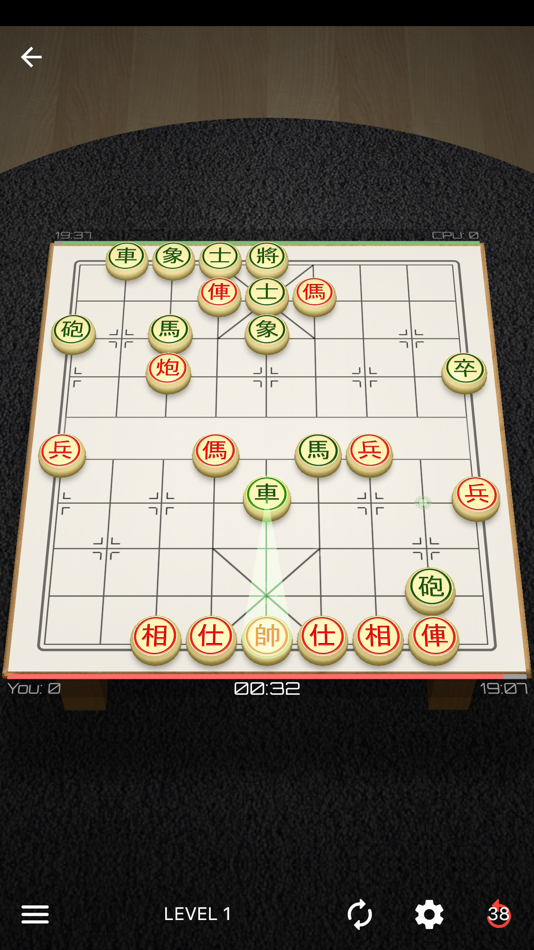 19:37 CPU: 0
車 象 士 將
俥 士 傌
砲 馬 象
炮 卒
兵 傌 馬 兵
車 兵
砲
相 仕 帥 仕 相 俥
You: 0 00:32 19:07
LEVEL 1 38